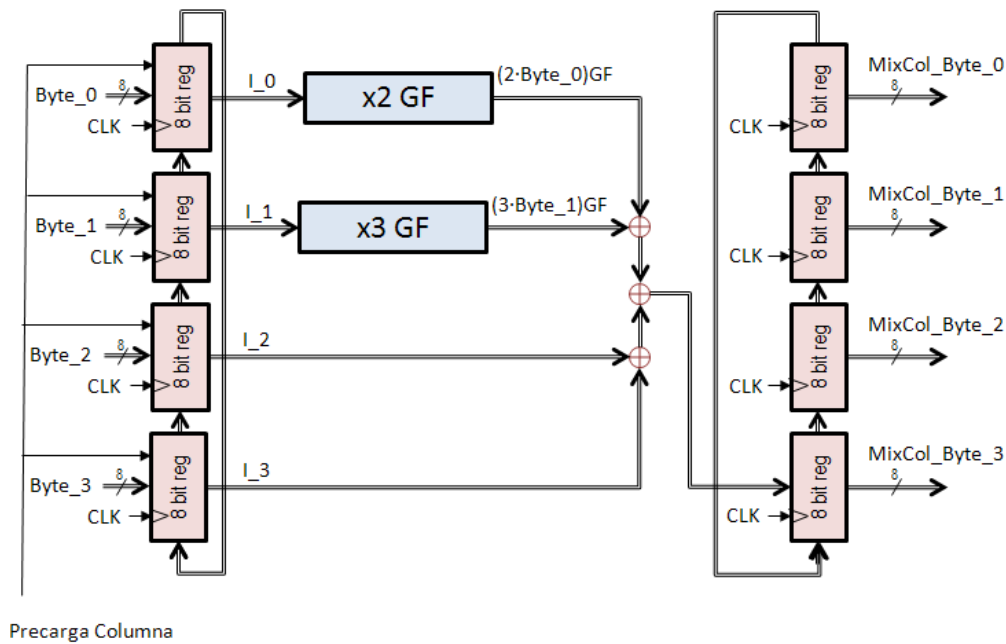 Byte_0
8
CLK
8 bit reg
I_0
x2 GF
(2·Byte_0)GF
Byte_1
8
CLK
8 bit reg
I_1
x3 GF
(3·Byte_1)GF
Byte_2
8
CLK
8 bit reg
I_2
Byte_3
8
CLK
8 bit reg
I_3
CLK
8 bit reg
MixCol_Byte_0
8
CLK
8 bit reg
MixCol_Byte_1
8
CLK
8 bit reg
MixCol_Byte_2
8
CLK
8 bit reg
MixCol_Byte_3
8
Precarga Columna